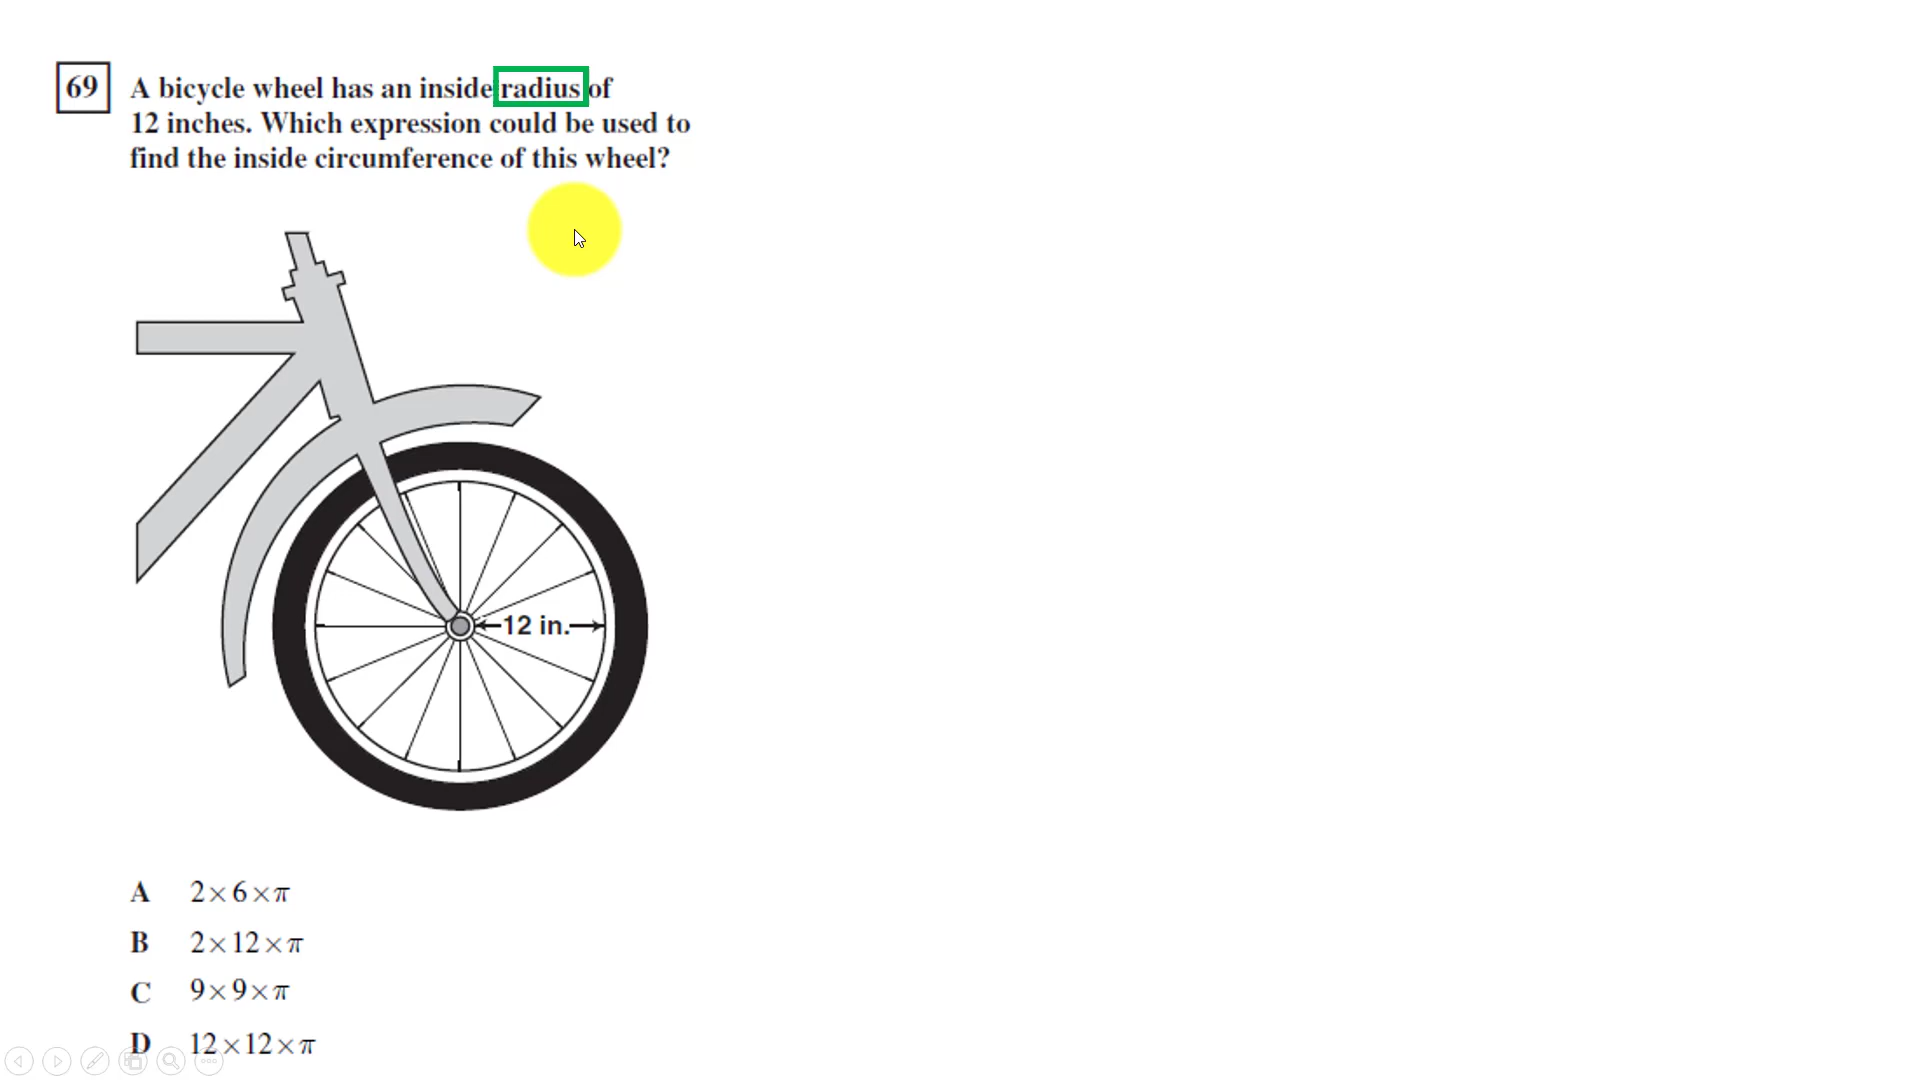 69 A bicycle wheel has an inside radius of
12 inches. Which expression could be used to
find the inside circumference of this wheel?
12 in.
A 2×6×π
B 2×12×π
C 9×9×π
D 12×12×π